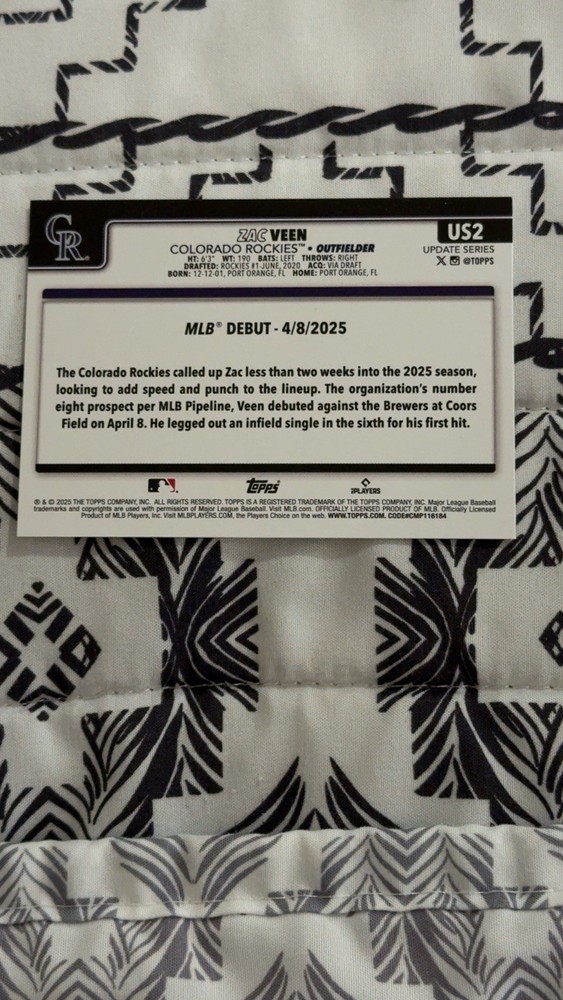 CR
ZAC VEEN
US2
COLORADO ROCKIES™ • OUTFIELDER
UPDATE SERIES
HT: 6'3" WT: 190 BATS: LEFT THROWS: RIGHT
DRAFTED: ROCKIES #1-JUNE, 2020 ACQ: VIA DRAFT
BORN: 12-12-01, PORT ORANGE, FL HOME: PORT ORANGE, FL
X @TOPPS
MLB® DEBUT - 4/8/2025
The Colorado Rockies called up Zac less than two weeks into the 2025 season,
looking to add speed and punch to the lineup. The organization's number
eight prospect per MLB Pipeline, Veen debuted against the Brewers at Coors
Field on April 8. He legged out an infield single in the sixth for his first hit.
topps
PLAYERS
® & © 2025 THE TOPPS COMPANY, INC. ALL RIGHTS RESERVED. TOPPS IS A REGISTERED TRADEMARK OF THE TOPPS COMPANY, INC. Major League Baseball
trademarks and copyrights are used with permission of Major League Baseball. Visit MLB.com. OFFICIALLY LICENSED PRODUCT OF MLB. Officially Licensed
Product of MLB Players, Inc. Visit MLBPLAYERS.COM, the Players Choice on the web. WWW.TOPPS.COM. CODE#CMP116184